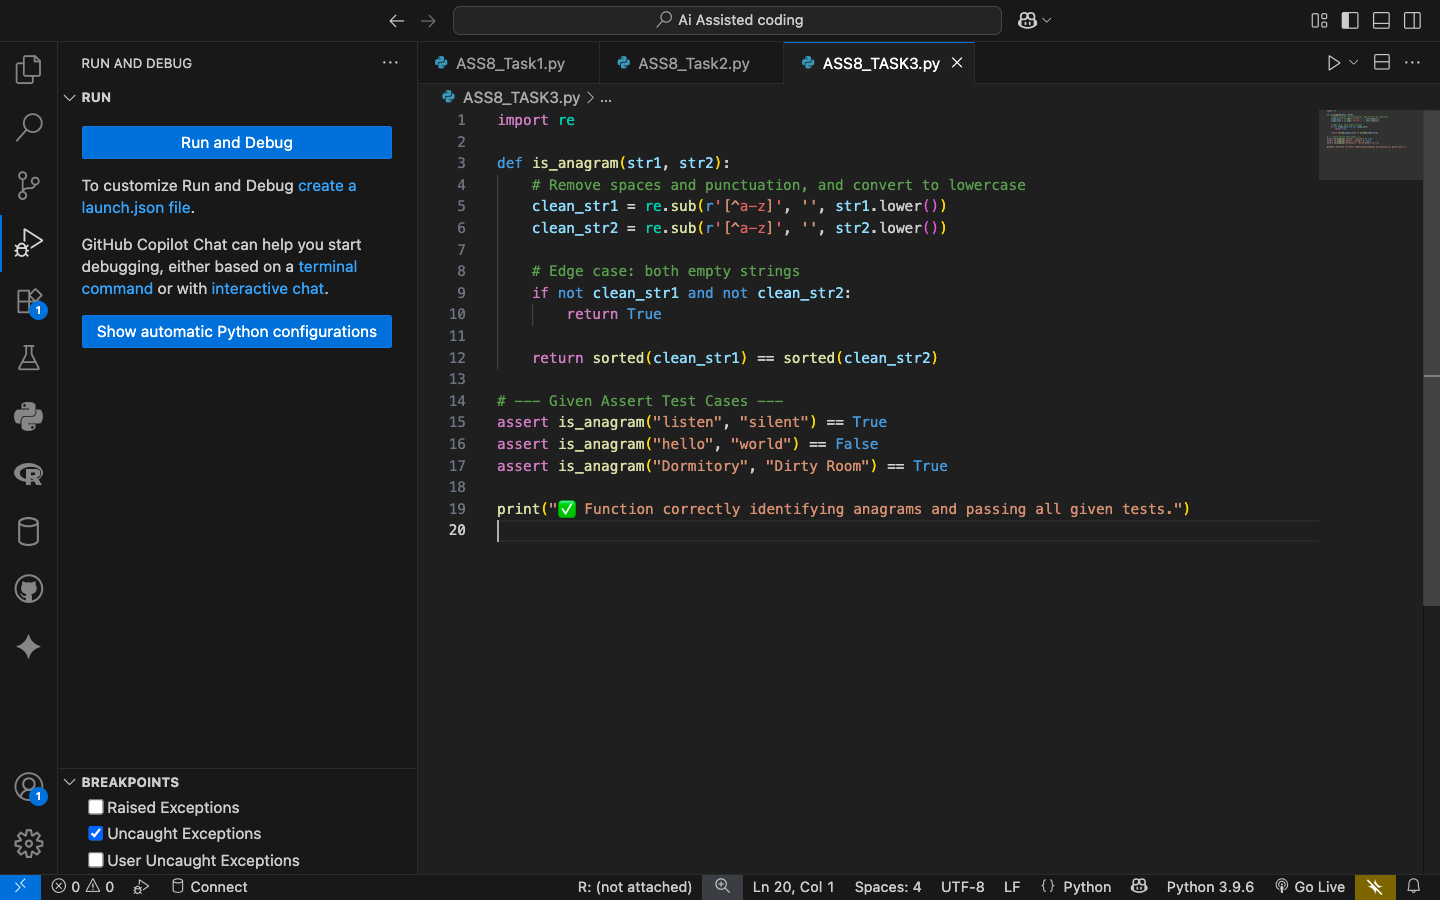 Ai Assisted coding
RUN AND DEBUG
RUN
Run and Debug
To customize Run and Debug create a
launch.json file.
GitHub Copilot Chat can help you start
debugging, either based on a terminal
command or with interactive chat.
Show automatic Python configurations
1
1
BREAKPOINTS
Raised Exceptions
Uncaught Exceptions
User Uncaught Exceptions
ASS8_Task1.py
ASS8_Task2.py
ASS8_TASK3.py
ASS8_TASK3.py > ...
1 import re
2
3 def is_anagram(str1, str2):
4 # Remove spaces and punctuation, and convert to lowercase
5 clean_str1 = re.sub(r'[^a-z]', '', str1.lower())
6 clean_str2 = re.sub(r'[^a-z]', '', str2.lower())
7
8 # Edge case: both empty strings
9 if not clean_str1 and not clean_str2:
10 return True
11
12 return sorted(clean_str1) == sorted(clean_str2)
13
14 # --- Given Assert Test Cases ---
15 assert is_anagram("listen", "silent") == True
16 assert is_anagram("hello", "world") == False
17 assert is_anagram("Dormitory", "Dirty Room") == True
18
19 print("✅ Function correctly identifying anagrams and passing all given tests.")
20
0 0 Connect R: (not attached) Ln 20, Col 1 Spaces: 4 UTF-8 LF {} Python Python 3.9.6 Go Live